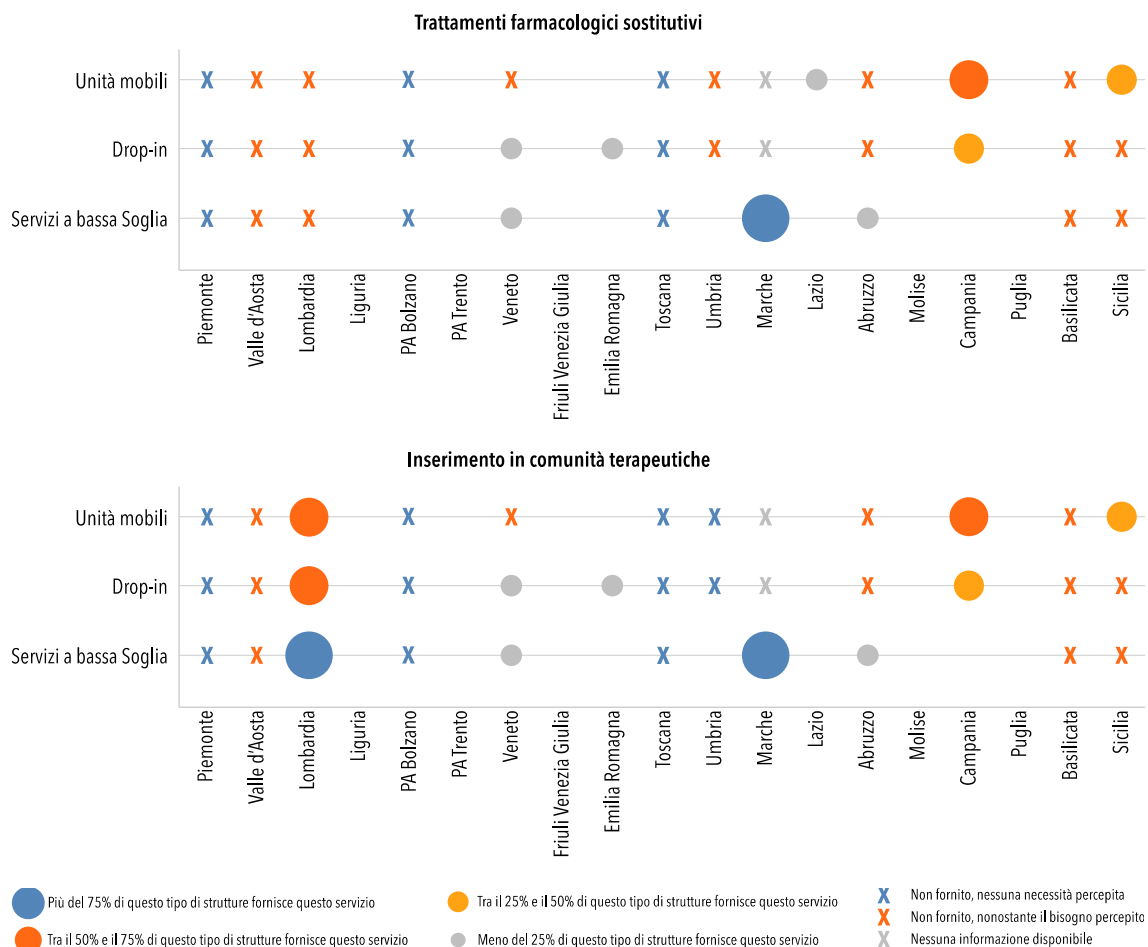 Trattamenti farmacologici sostitutivi
Unità mobili
X X X X X X X X X X X
Drop-in
X X X X X X X X X X
Servizi a bassa Soglia
X X X X X X X
Piemonte
Valle d'Aosta
Lombardia
Liguria
PA Bolzano
PA Trento
Veneto
Friuli Venezia Giulia
Emilia Romagna
Toscana
Umbria
Marche
Lazio
Abruzzo
Molise
Campania
Puglia
Basilicata
Sicilia
Inserimento in comunità terapeutiche
Unità mobili
X X X X X X X X X
Drop-in
X X X X X X X X X
Servizi a bassa Soglia
X X X X X X
Piemonte
Valle d'Aosta
Lombardia
Liguria
PA Bolzano
PA Trento
Veneto
Friuli Venezia Giulia
Emilia Romagna
Toscana
Umbria
Marche
Lazio
Abruzzo
Molise
Campania
Puglia
Basilicata
Sicilia
Più del 75% di questo tipo di strutture fornisce questo servizio
Tra il 50% e il 75% di questo tipo di strutture fornisce questo servizio
Tra il 25% e il 50% di questo tipo di strutture fornisce questo servizio
Meno del 25% di questo tipo di strutture fornisce questo servizio
X Non fornito, nessuna necessità percepita
X Non fornito, nonostante il bisogno percepito
X Nessuna informazione disponibile